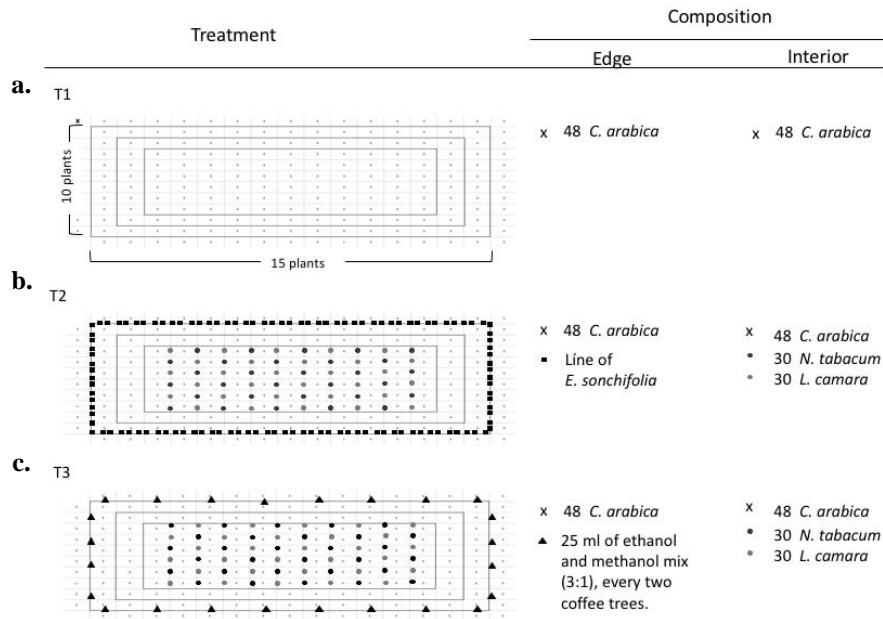 Treatment
Composition
Edge
Interior
a.
T1
x
10 plants
15 plants
x 48 C. arabica
x 48 C. arabica
b.
T2
x 48 C. arabica
Líne of
E. sonchifolia
x 48 C. arabica
30 N. tabacum
30 L. camara
c.
T3
x 48 C. arabica
25 ml of ethanol
and methanol mix
(3:1), every two
coffee trees.
x 48 C. arabica
30 N. tabacum
30 L. camara